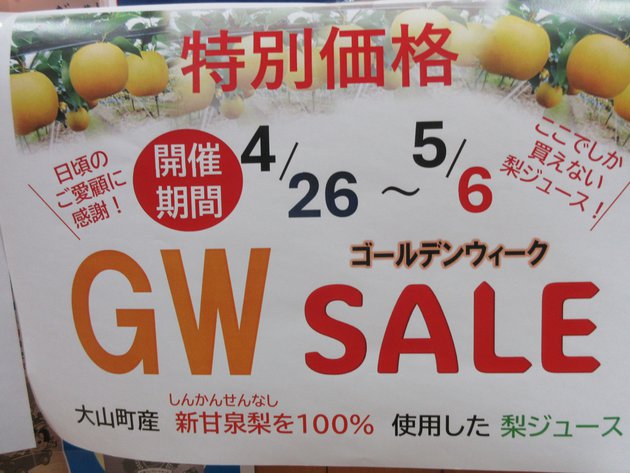 特別価格
日頃の
ご愛顧に
感謝!
開催
期間
4/26～5/6
ここでしか
買えない
梨ジュース!
ゴールデンウィーク
GW SALE
しんかんせんなし
大山町産 新甘泉梨を100% 使用した 梨ジュース